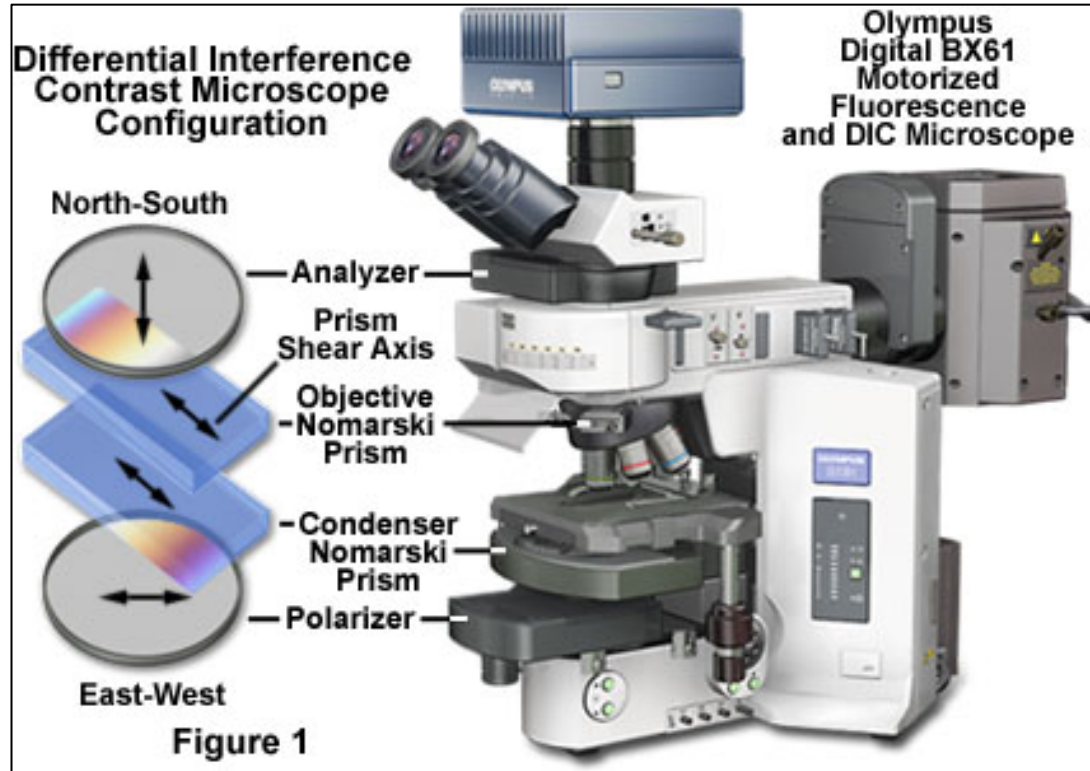 Differential Interference
Contrast Microscope
Configuration
Olympus
Digital BX61
Motorized
Fluorescence
and DIC Microscope
OLYMPUS
North-South
Analyzer
Prism
Shear Axis
Objective
Nomarski
Prism
OLYMPUS
Condenser
Nomarski
Prism
Polarizer
East-West
Figure 1